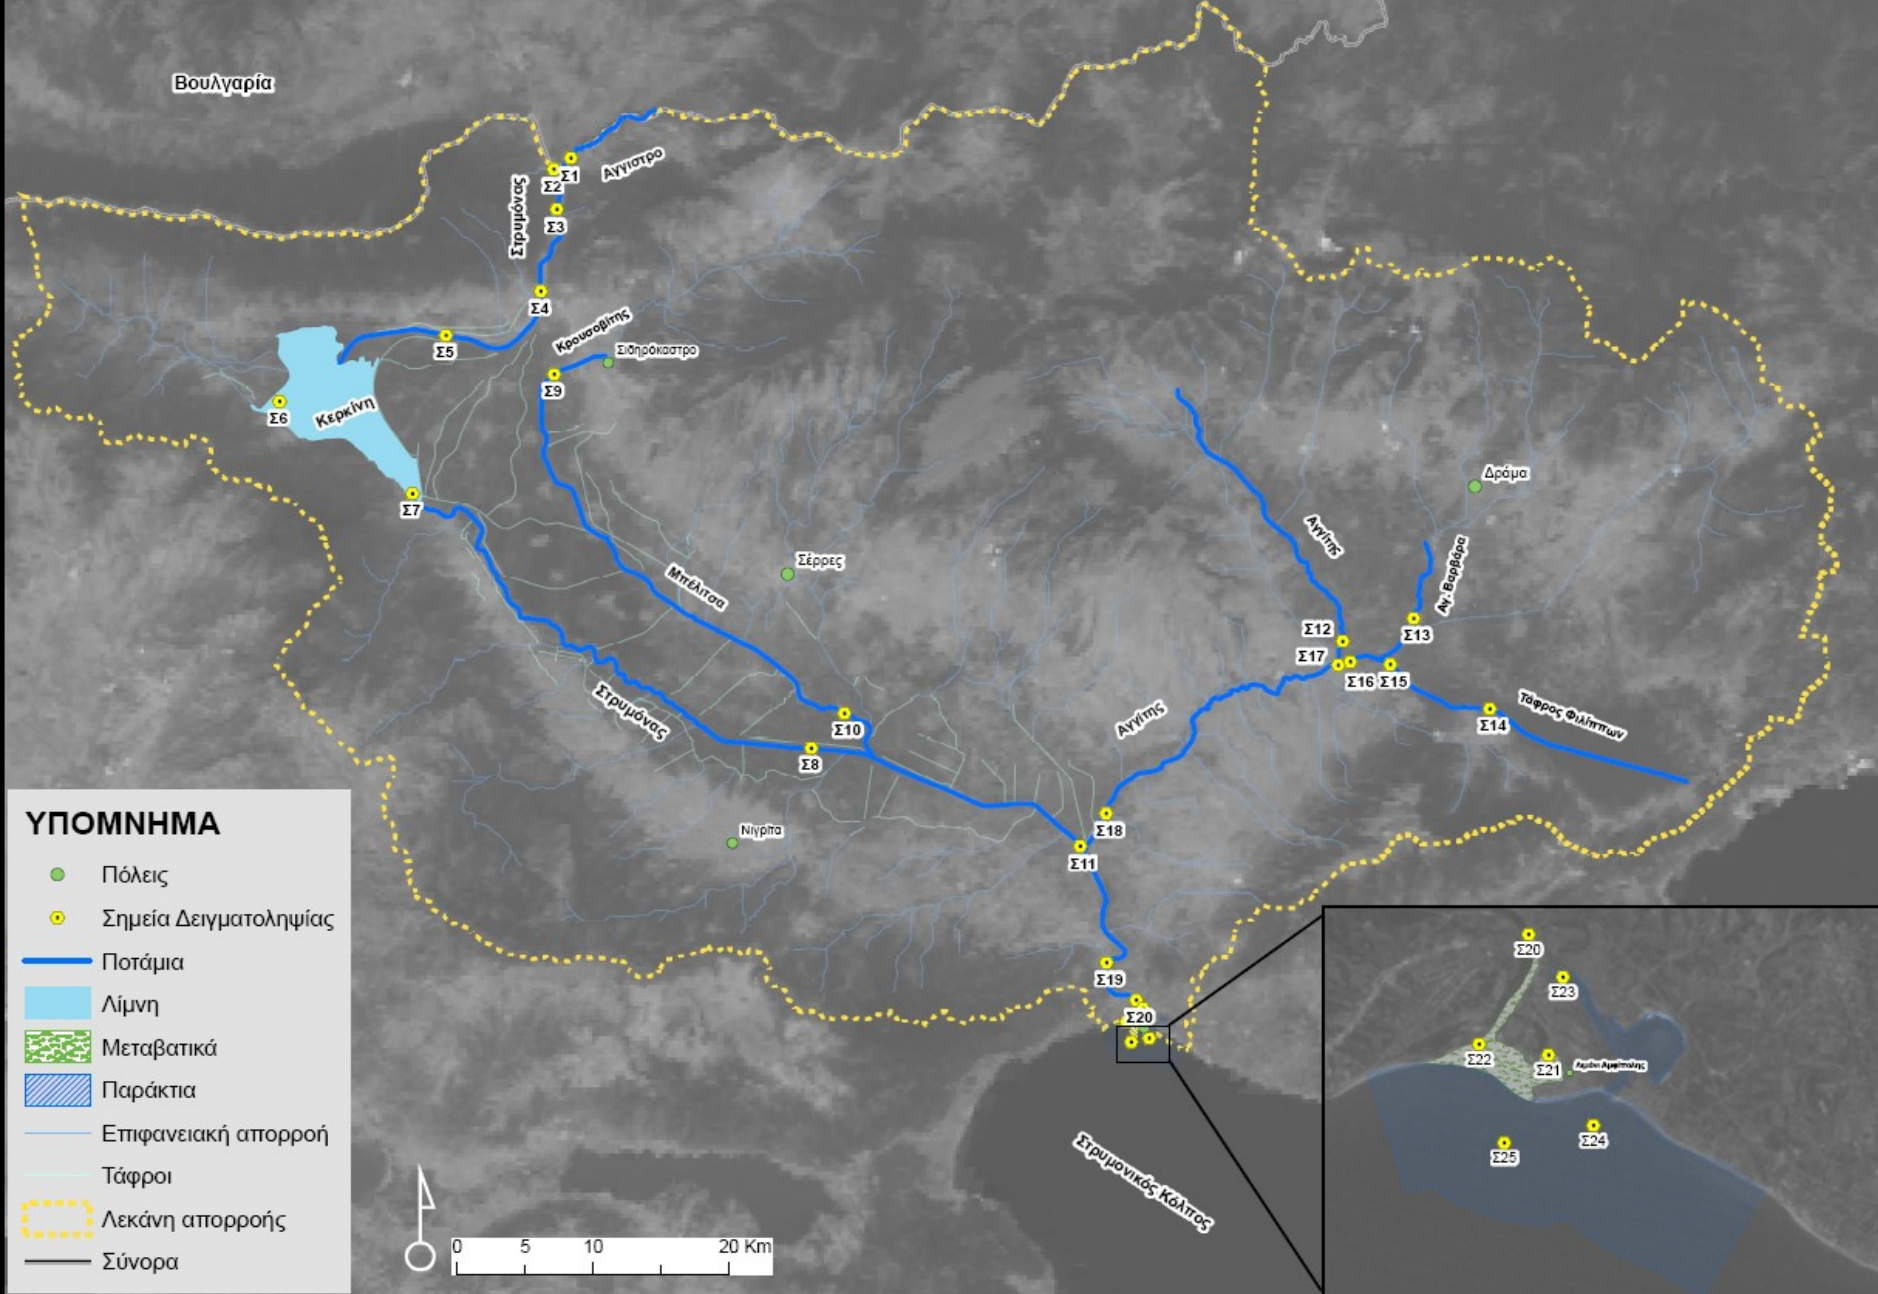 Βουλγαρία
Σ1
Σ2
Αγγιστρο
Στρυμόνας
Σ3
Σ4
Κρουσοβίτης
Σιδηρόκαστρο
Σ5
Σ9
Σ6
Κερκίνη
Σ7
Δράμα
Αγγίτης
Αγ. Βαρβάρα
Σέρρες
Μπέλιτσα
Σ12
Σ13
Σ17
Σ16
Σ15
Στρυμόνας
Σ14
Τάφρος Φιλίππων
Αγγίτης
Σ10
Σ8
Νιγρίτα
Σ18
Σ11
Σ19
Σ20
Στρυμονικός Κόλπος
ΥΠΟΜΝΗΜΑ
Πόλεις
Σημεία Δειγματοληψίας
Ποτάμια
Λίμνη
Μεταβατικά
Παράκτια
Επιφανειακή απορροή
Τάφροι
Λεκάνη απορροής
Σύνορα
0 5 10 20 Km
Σ20
Σ23
Σ22
Σ21
Λιμάνι Αμφίπολης
Σ24
Σ25